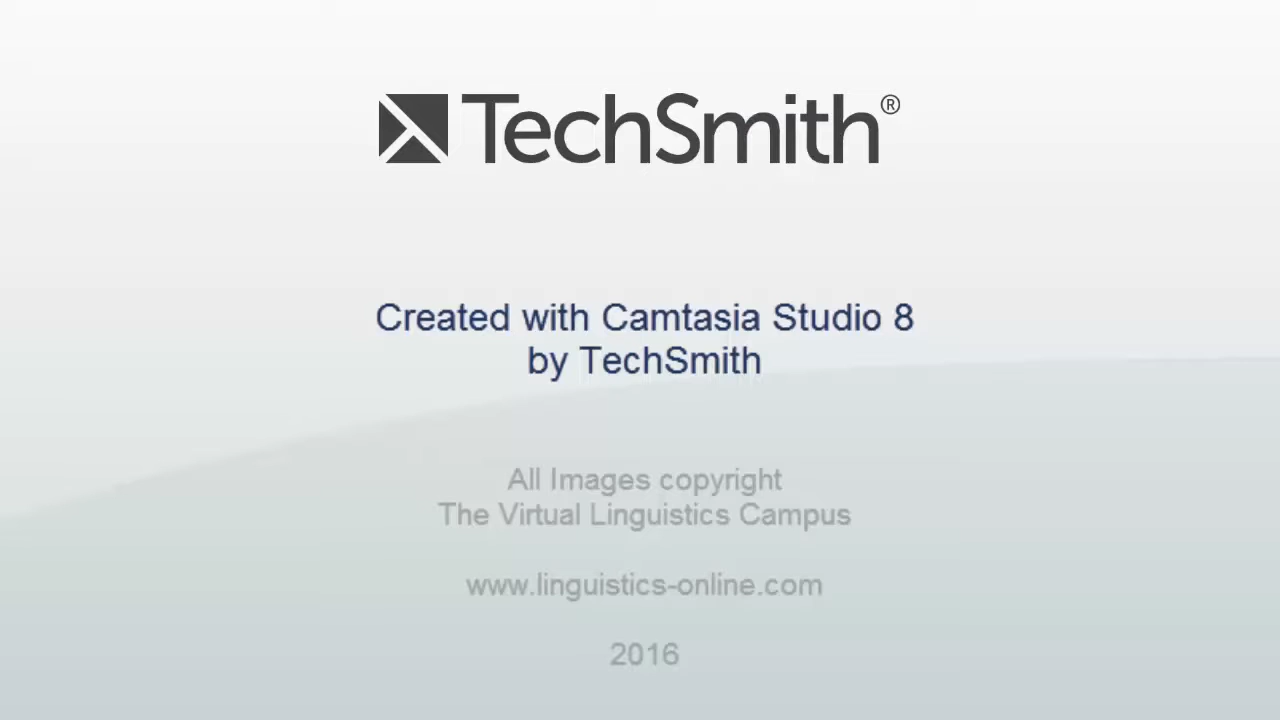 TechSmith®
Created with Camtasia Studio 8
by TechSmith
All Images copyright
The Virtual Linguistics Campus
www.linguistics-online.com
2016